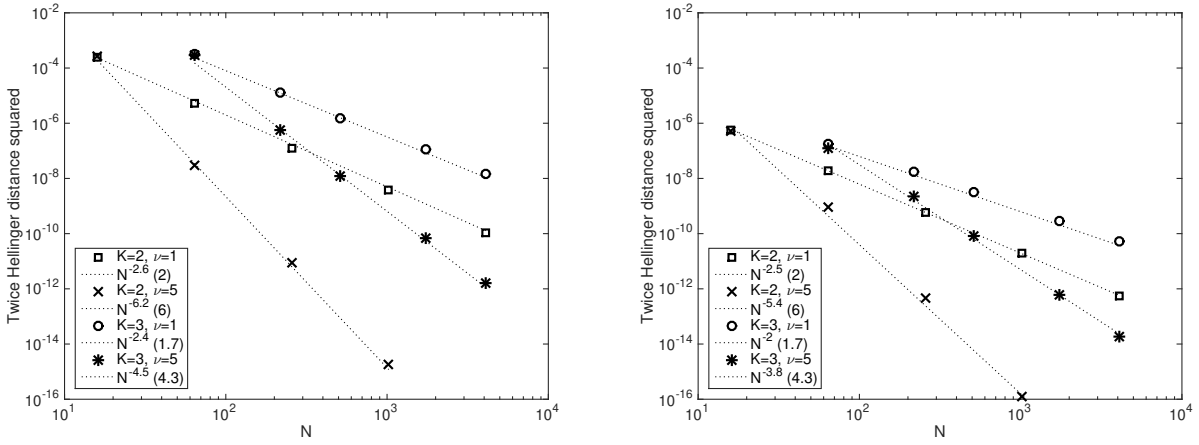 Twice Hellinger distance squared
10^-2
10^-4
10^-6
10^-8
10^-10
10^-12
10^-14
10^-16
K=2, ν=1
N^-2.6 (2)
K=2, ν=5
N^-6.2 (6)
K=3, ν=1
N^-2.4 (1.7)
K=3, ν=5
N^-4.5 (4.3)
10^1
10^2
10^3
10^4
N
Twice Hellinger distance squared
10^-2
10^-4
10^-6
10^-8
10^-10
10^-12
10^-14
10^-16
K=2, ν=1
N^-2.5 (2)
K=2, ν=5
N^-5.4 (6)
K=3, ν=1
N^-2 (1.7)
K=3, ν=5
N^-3.8 (4.3)
10^1
10^2
10^3
10^4
N